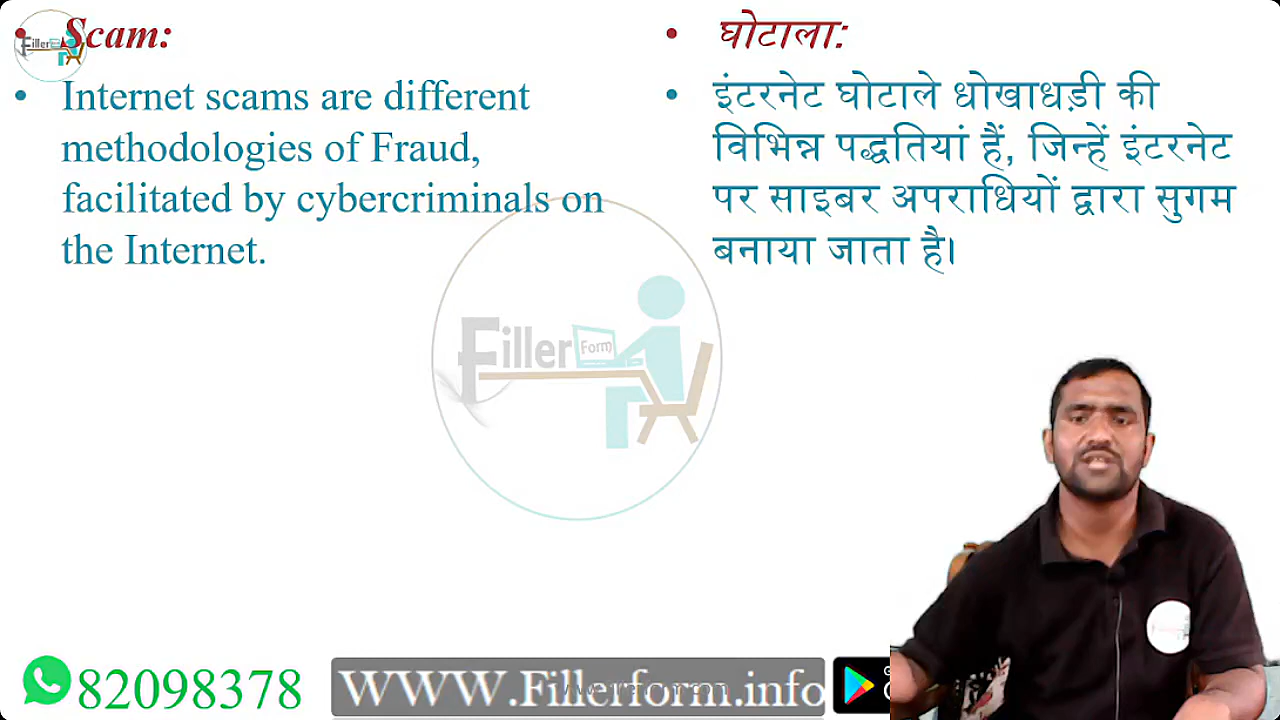 Scam:
Internet scams are different
methodologies of Fraud,
facilitated by cybercriminals on
the Internet.
घोटाला:
इंटरनेट घोटाले धोखाधड़ी की
विभिन्न पद्धतियां हैं, जिन्हें इंटरनेट
पर साइबर अपराधियों द्वारा सुगम
बनाया जाता है।
Filler Form
82098378
WWW.Fillerform.info